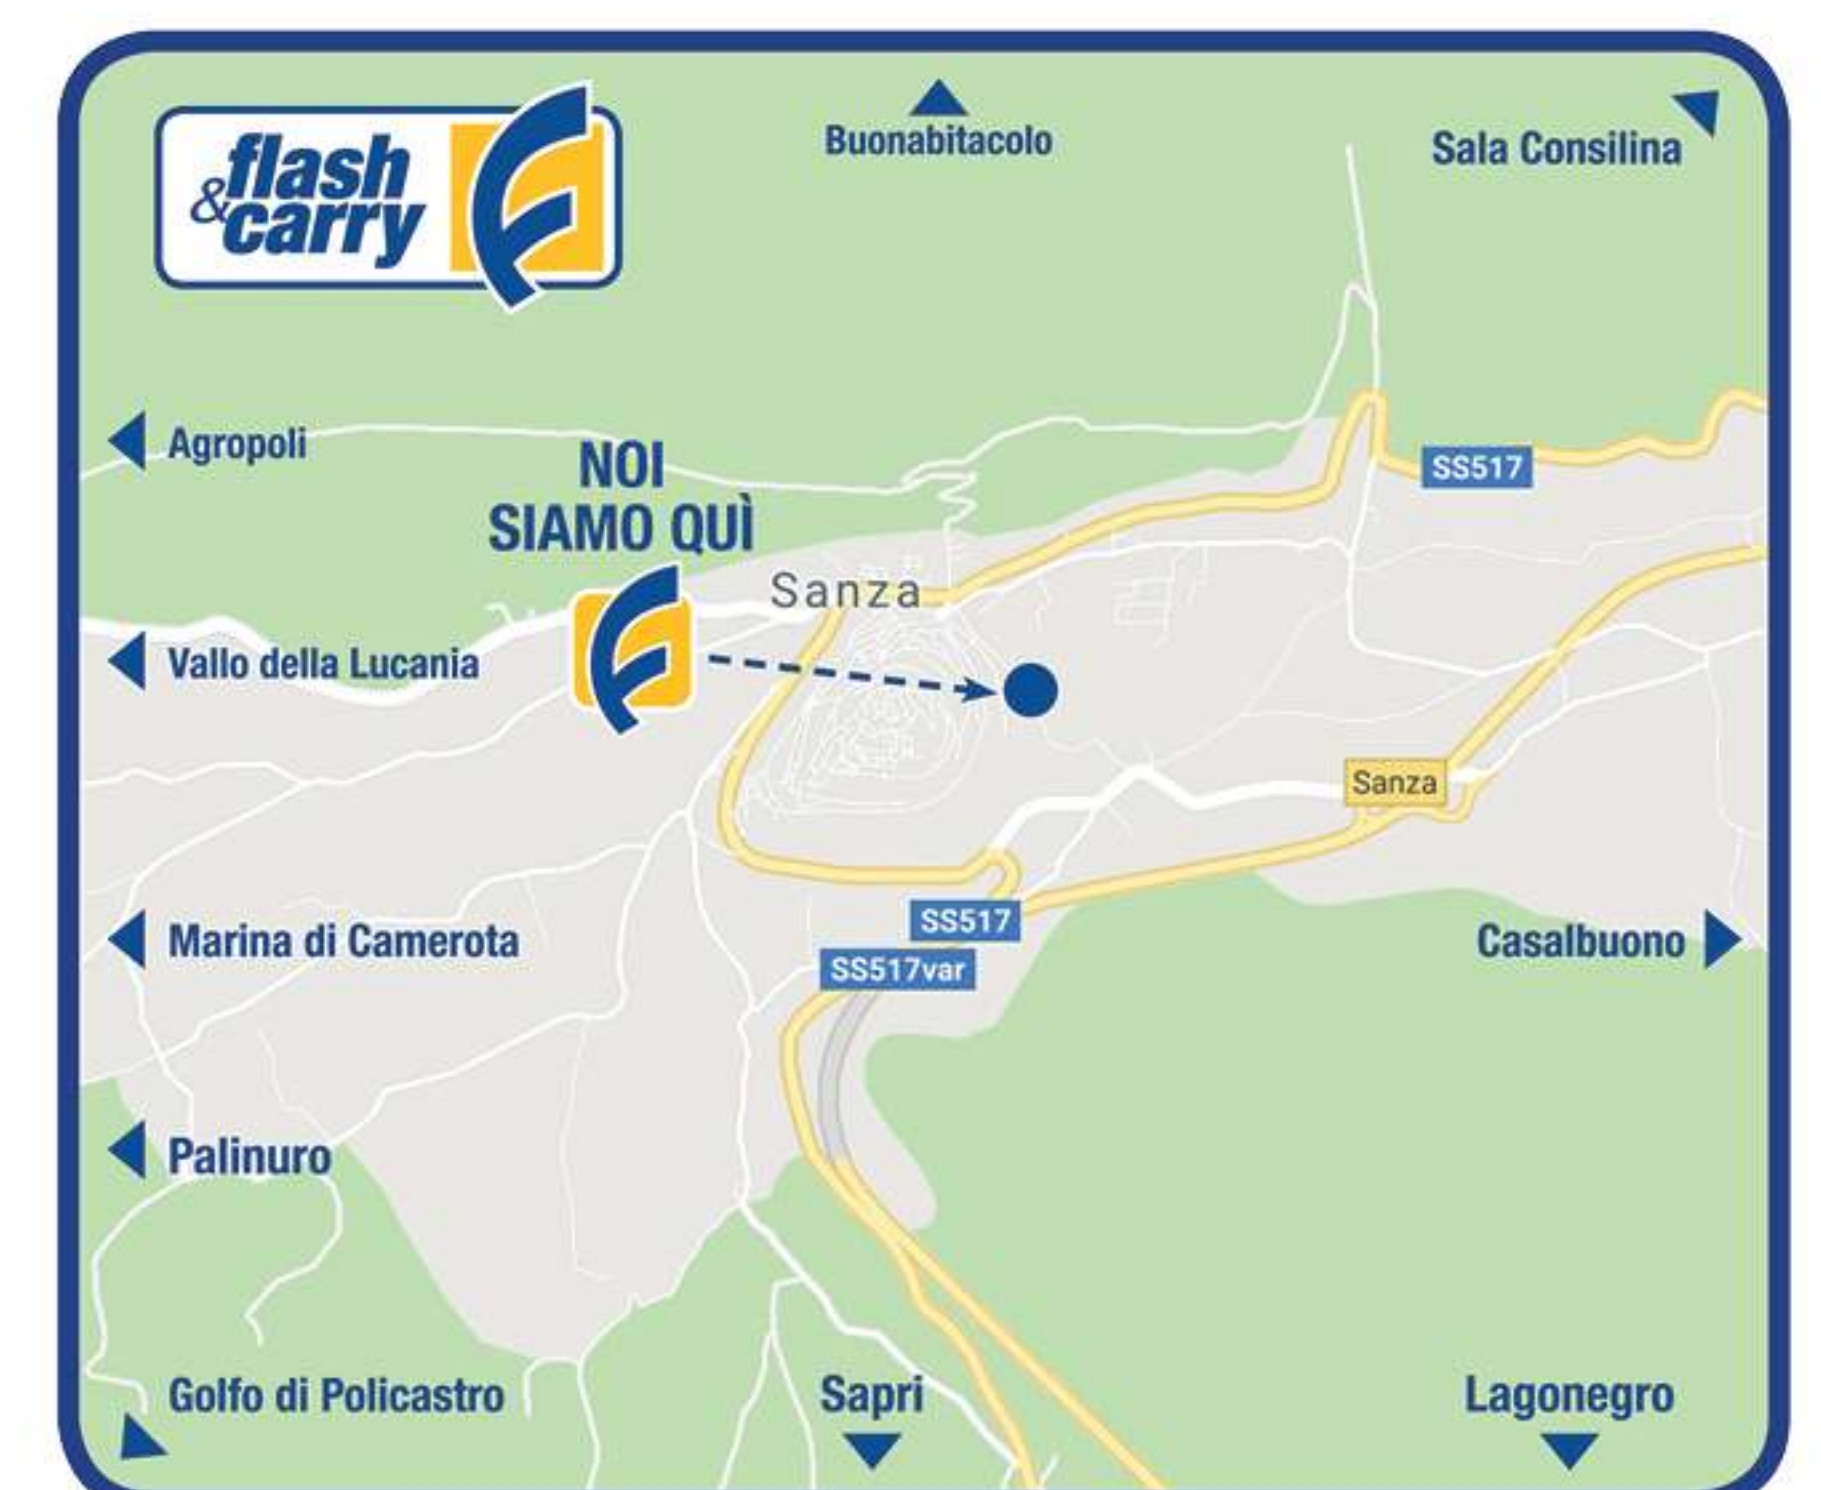 flash
&carry
Buonabitacolo
Sala Consilina
Agropoli
NOI
SIAMO QUÌ
SS517
Sanza
Vallo della Lucania
Sanza
SS517
Marina di Camerota
Casalbuono
SS517var
Palinuro
Golfo di Policastro
Sapri
Lagonegro